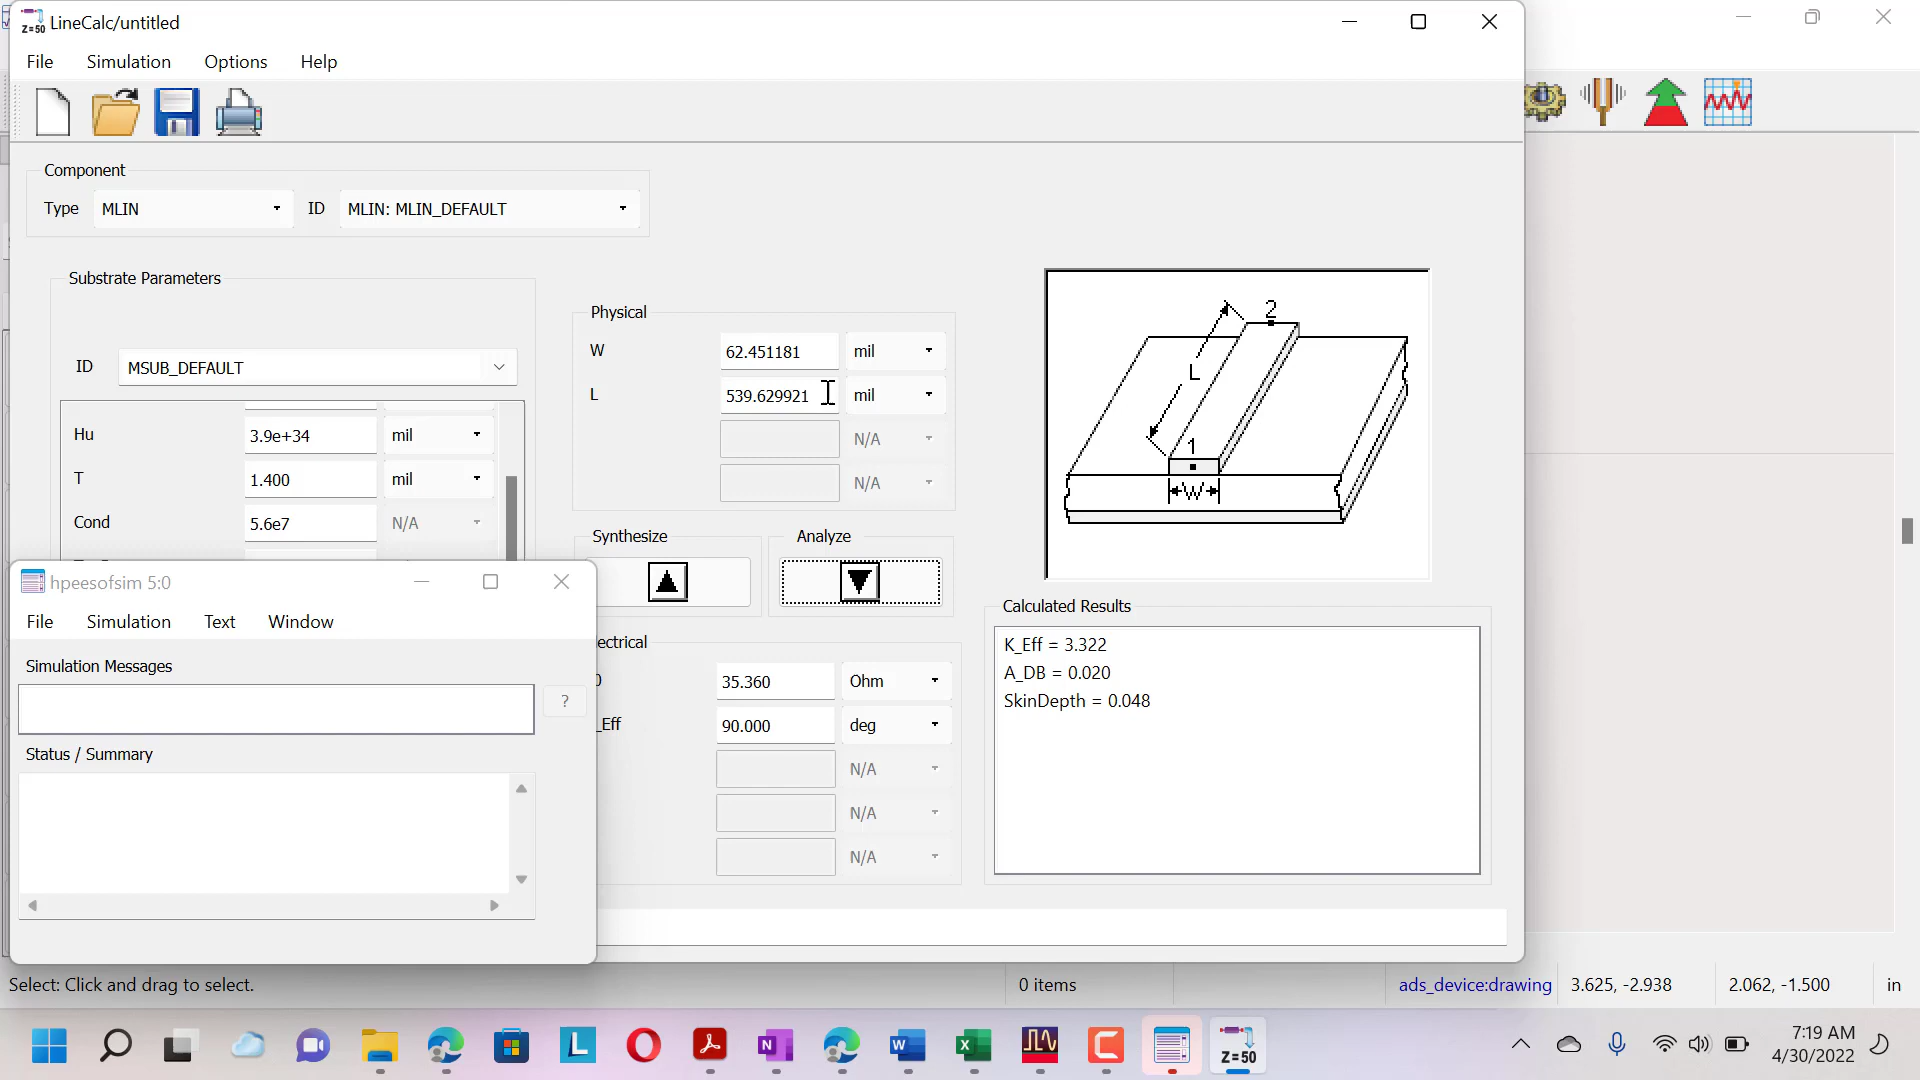 Z=50 LineCalc/untitled
File Simulation Options Help
Component
Type MLIN ID MLIN: MLIN_DEFAULT
Substrate Parameters
ID MSUB_DEFAULT
Hu 3.9e+34 mil
T 1.400 mil
Cond 5.6e7 N/A
Physical
W 62.451181 mil
L 539.629921 mil
N/A
N/A
Synthesize Analyze
ectrical
0 35.360 Ohm
_Eff 90.000 deg
N/A
N/A
N/A
2
L
1
W
Calculated Results
K_Eff = 3.322
A_DB = 0.020
SkinDepth = 0.048
hpeesofsim 5:0
File Simulation Text Window
Simulation Messages
?
Status / Summary
Select: Click and drag to select. 0 items ads_device:drawing 3.625, -2.938 2.062, -1.500 in
L N W X C Z=50
7:19 AM
4/30/2022